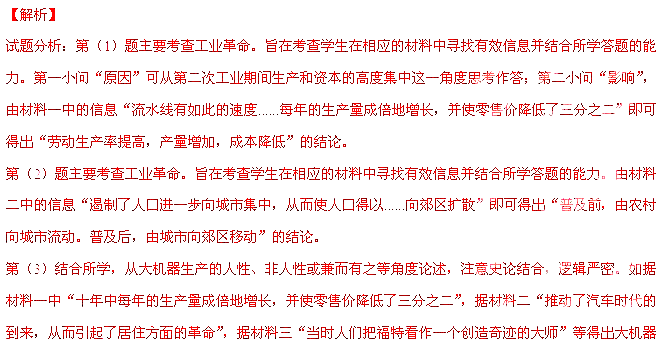 【解析】
试题分析：第（1）题主要考查工业革命。旨在考查学生在相应的材料中寻找有效信息并结合所学答题的能
力。第一小问“原因”可从第二次工业期间生产和资本的高度集中这一角度思考作答；第二小问“影响”，
由材料一中的信息“流水线有如此的速度......每年的生产量成倍地增长，并使零售价降低了三分之二”即可
得出“劳动生产率提高，产量增加，成本降低”的结论。
第（2）题主要考查工业革命。旨在考查学生在相应的材料中寻找有效信息并结合所学答题的能力。由材料
二中的信息“遏制了人口进一步向城市集中，从而使人口得以......向郊区扩散”即可得出“普及前，由农村
向城市流动。普及后，由城市向郊区移动”的结论。
第（3）结合所学，从大机器生产的人性、非人性或兼而有之等角度论述，注意史论结合，逻辑严密。如据
材料一中“十年中每年的生产量成倍地增长，并使零售价降低了三分之二”，据材料二“推动了汽车时代的
到来，从而引起了居住方面的革命”，据材料三“当时人们把福特看作一个创造奇迹的大师”等得出大机器